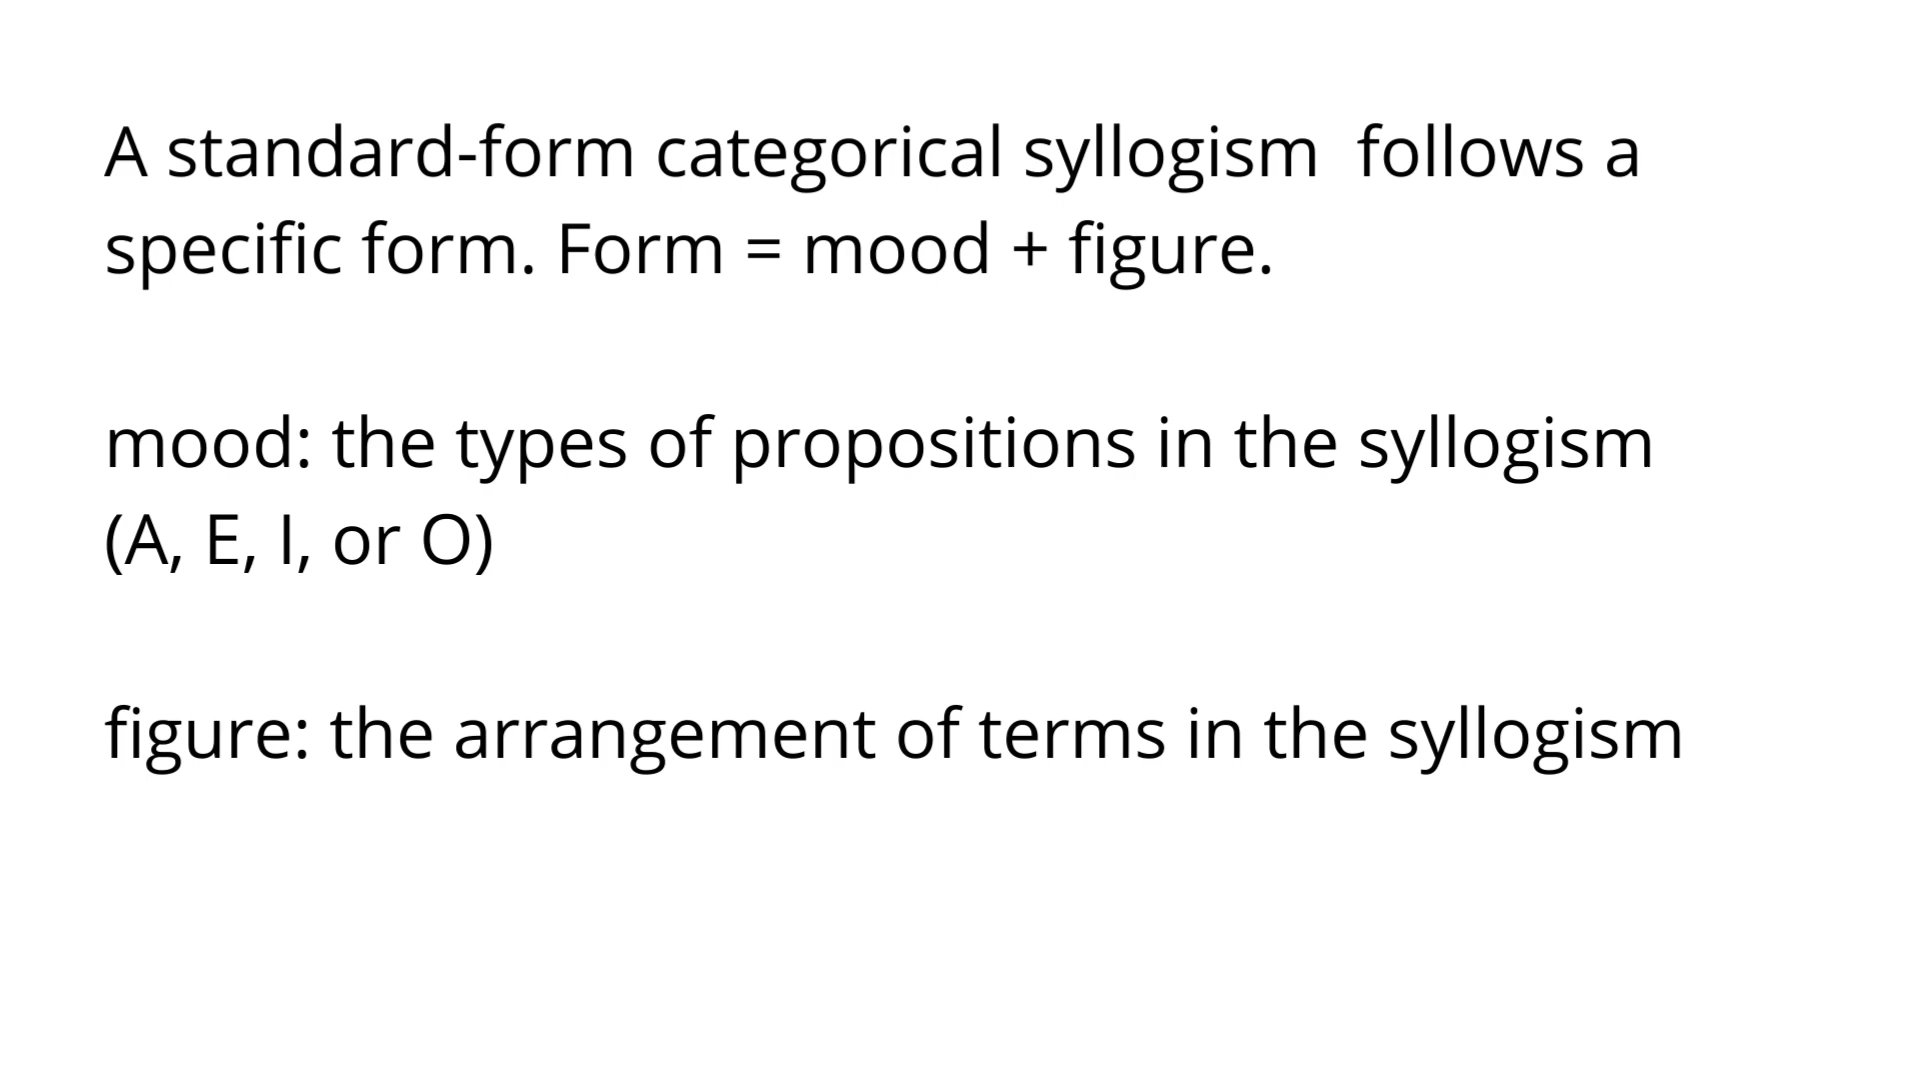 A standard-form categorical syllogism  follows a
specific form. Form = mood + figure.
mood: the types of propositions in the syllogism
(A, E, I, or O)
figure: the arrangement of terms in the syllogism